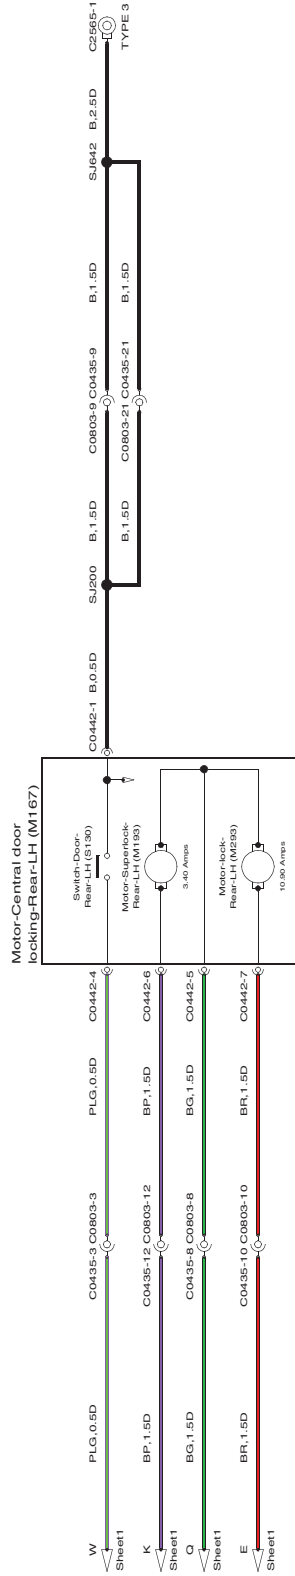 Motor-Central door
locking-Rear-LH (M167)
W
Sheet1
PLG,0.5D
C0435-3 C0803-3
PLG,0.5D
C0442-4
Switch-Door-
Rear-LH (S130)
C0442-1
B,0.5D
SJ200
B,1.5D
C0803-9 C0435-9
B,1.5D
SJ642
B,2.5D
C2565-1
TYPE 3
B,1.5D
C0803-21 C0435-21
B,1.5D
K
Sheet1
BP,1.5D
C0435-12 C0803-12
BP,1.5D
C0442-6
Motor-Superlock-
Rear-LH (M193)
3.40 Amps
Q
BG,1.5D
C0435-8 C0803-8
BG,1.5D
C0442-5
E
Sheet1
BR,1.5D
C0435-10 C0803-10
BR,1.5D
C0442-7
Motor-lock-
Rear-LH (M293)
10.90 Amps